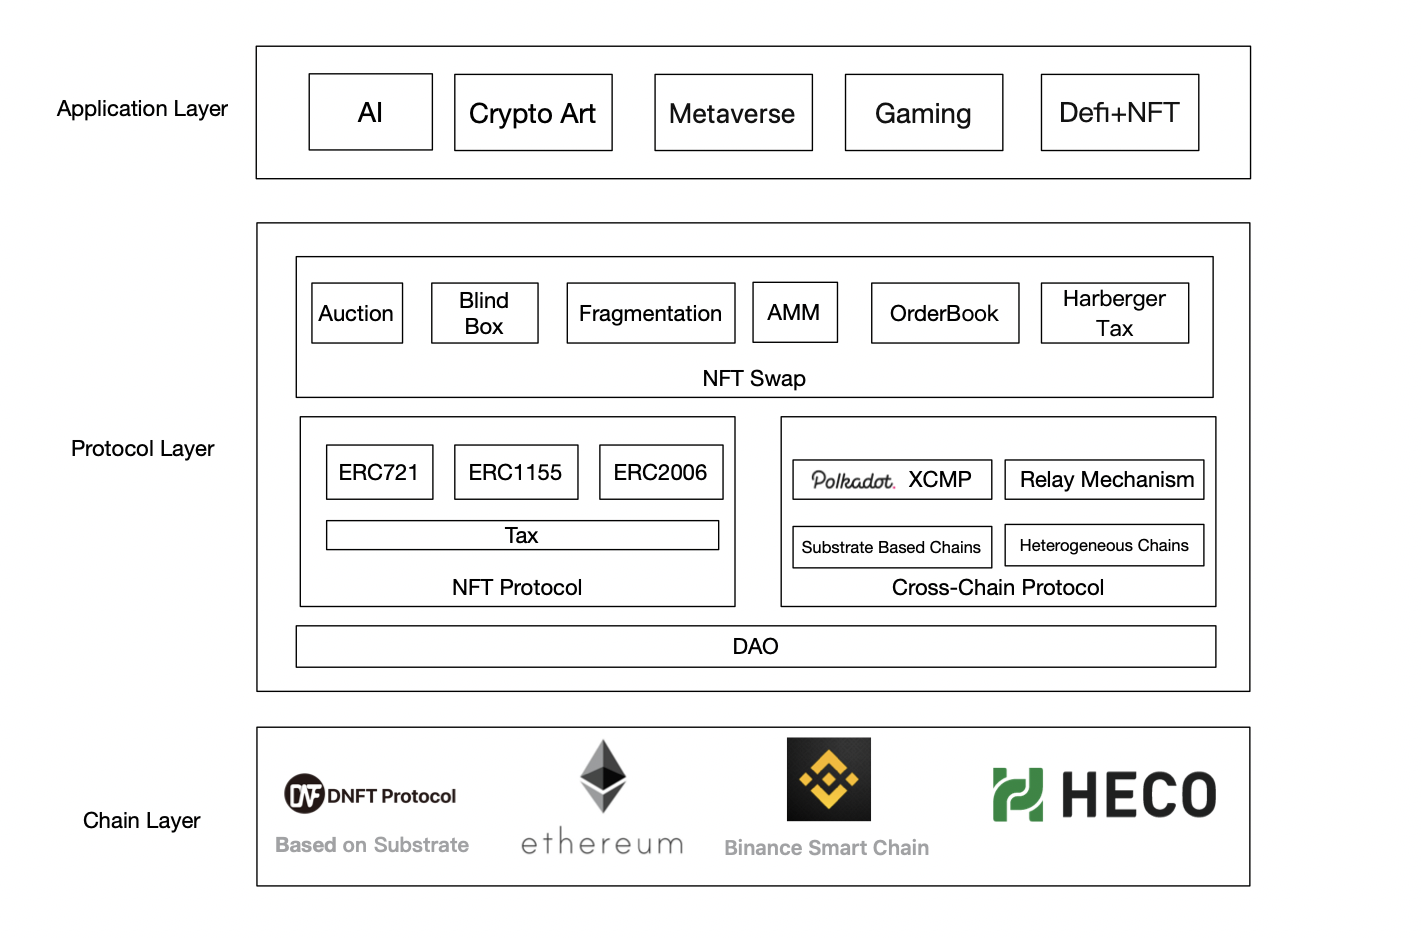 Application Layer
AI
Crypto Art
Metaverse
Gaming
Defi+NFT
Auction
Blind
Box
Fragmentation
AMM
OrderBook
Harberger
Tax
NFT Swap
Protocol Layer
ERC721
ERC1155
ERC2006
Tax
NFT Protocol
Polkadot. XCMP
Relay Mechanism
Substrate Based Chains
Heterogeneous Chains
Cross-Chain Protocol
DAO
Chain Layer
DNF DNFT Protocol
Based on Substrate
ethereum
Binance Smart Chain
HECO